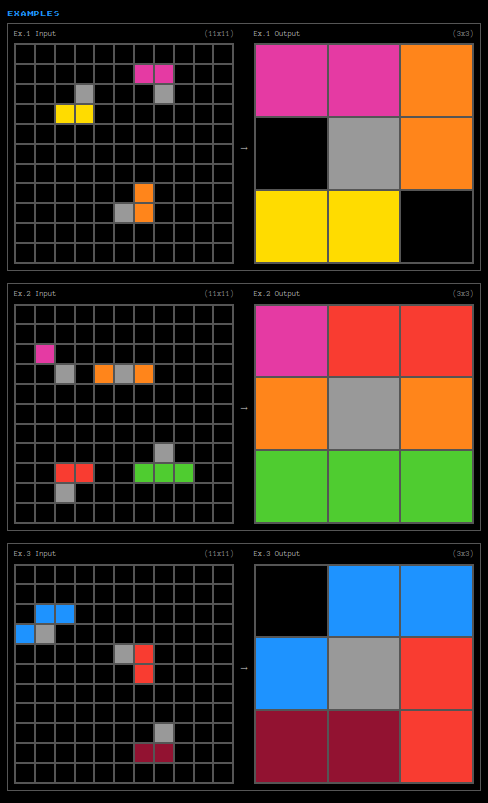 EXAMPLES
Ex.1 Input (11x11)
Ex.1 Output (3x3)
→
Ex.2 Input (11x11)
Ex.2 Output (3x3)
→
Ex.3 Input (11x11)
Ex.3 Output (3x3)
→